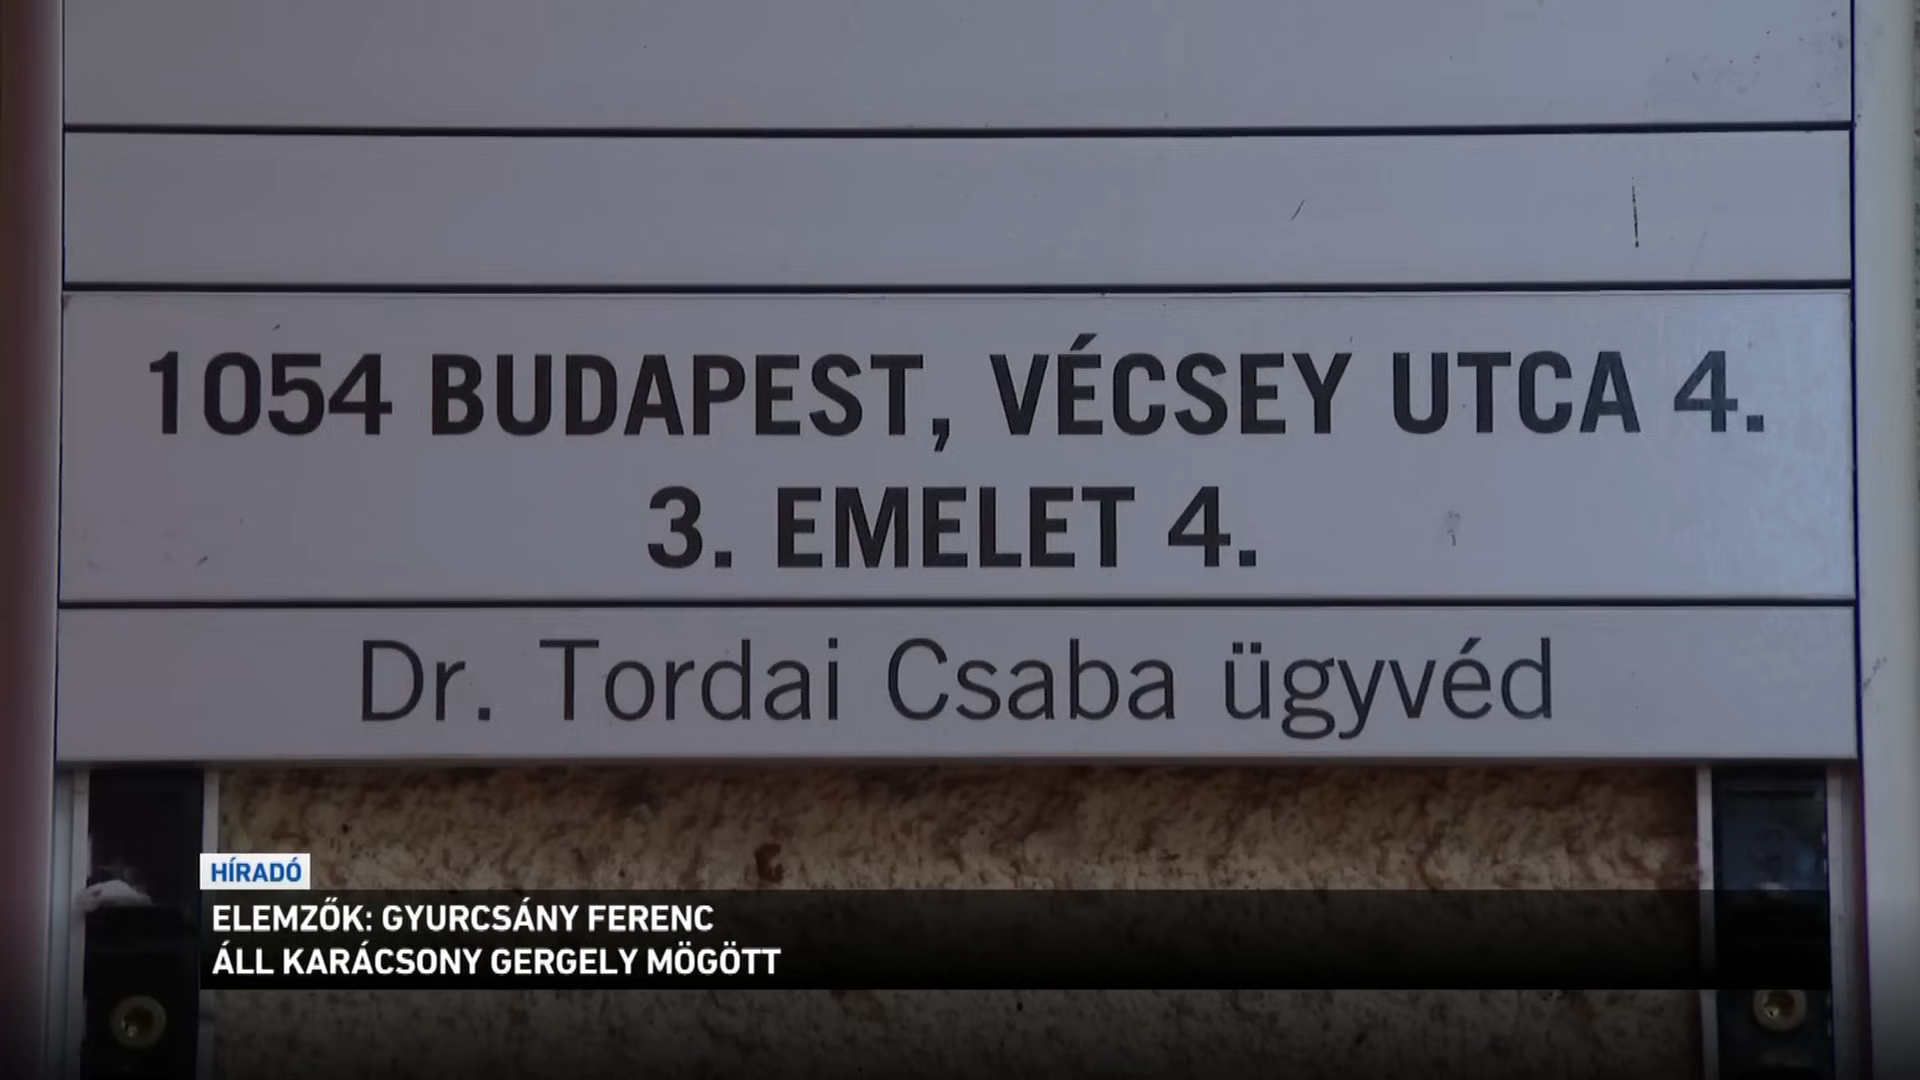 1054 BUDAPEST, VÉCSEY UTCA 4.
3. EMELET 4.
Dr. Tordai Csaba ügyvéd
HÍRADÓ
ELEMZŐK: GYURCSÁNY FERENC
ÁLL KARÁCSONY GERGELY MÖGÖTT